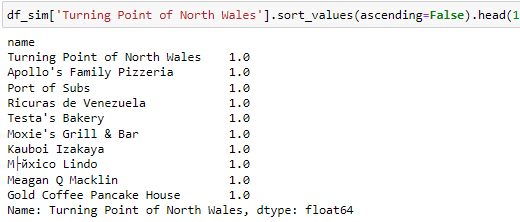 df_sim['Turning Point of North Wales'].sort_values(ascending=False).head(1
name
Turning Point of North Wales    1.0
Apollo's Family Pizzeria        1.0
Port of Subs                    1.0
Ricuras de Venezuela            1.0
Testa's Bakery                  1.0
Moxie's Grill & Bar             1.0
Kauboi Izakaya                  1.0
М├йxico Lindo                   1.0
Meagan Q Macklin                1.0
Gold Coffee Pancake House       1.0
Name: Turning Point of North Wales, dtype: float64